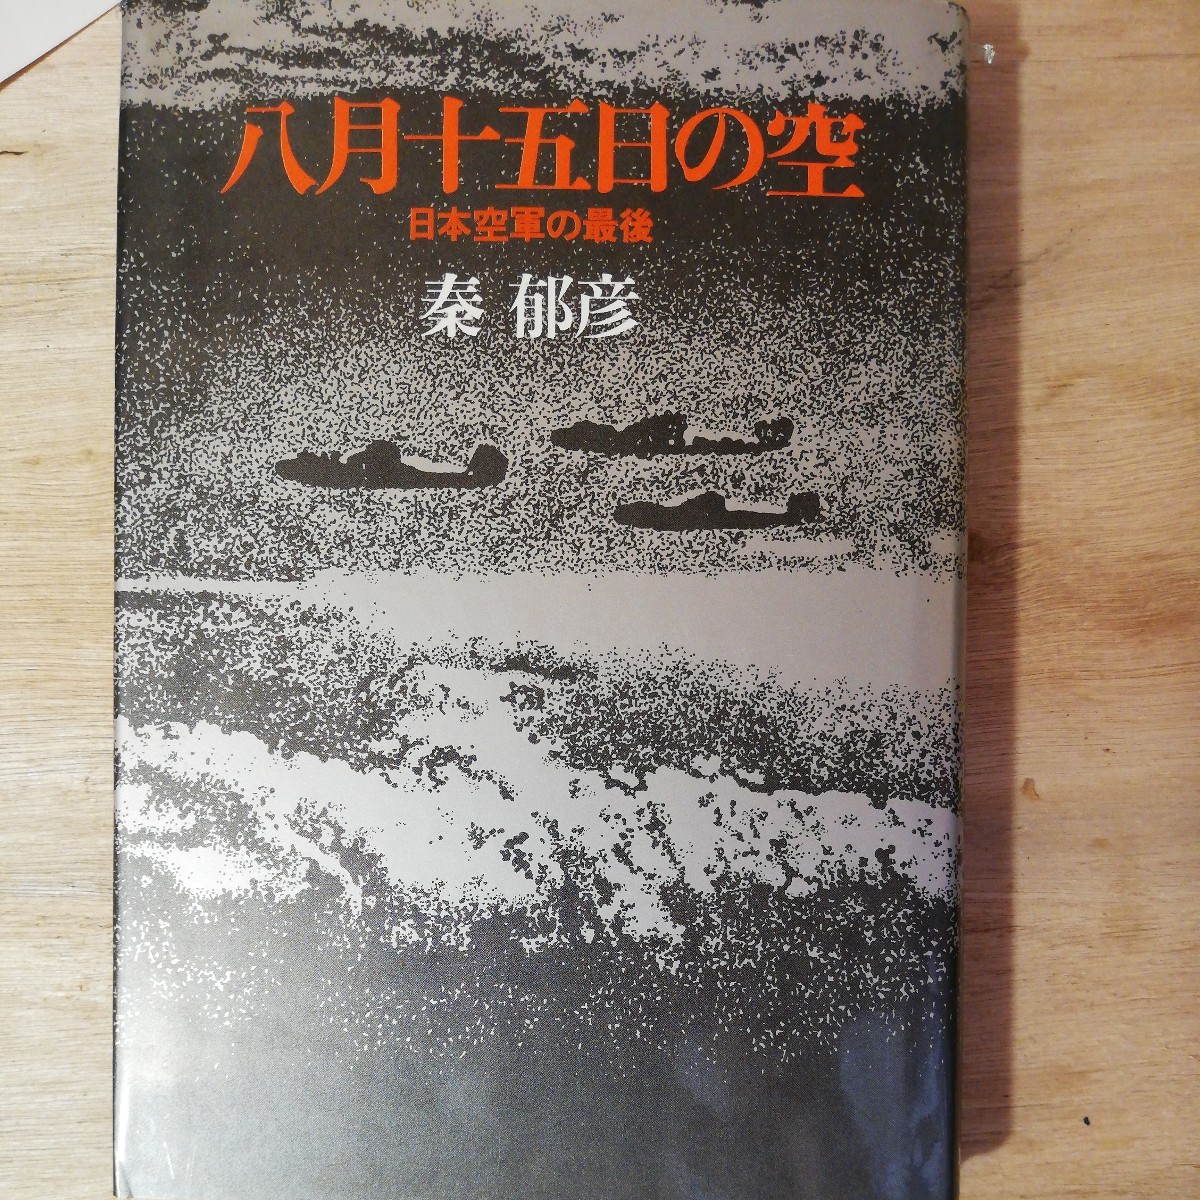 八月十五日の空
日本空軍の最後
秦 郁彦